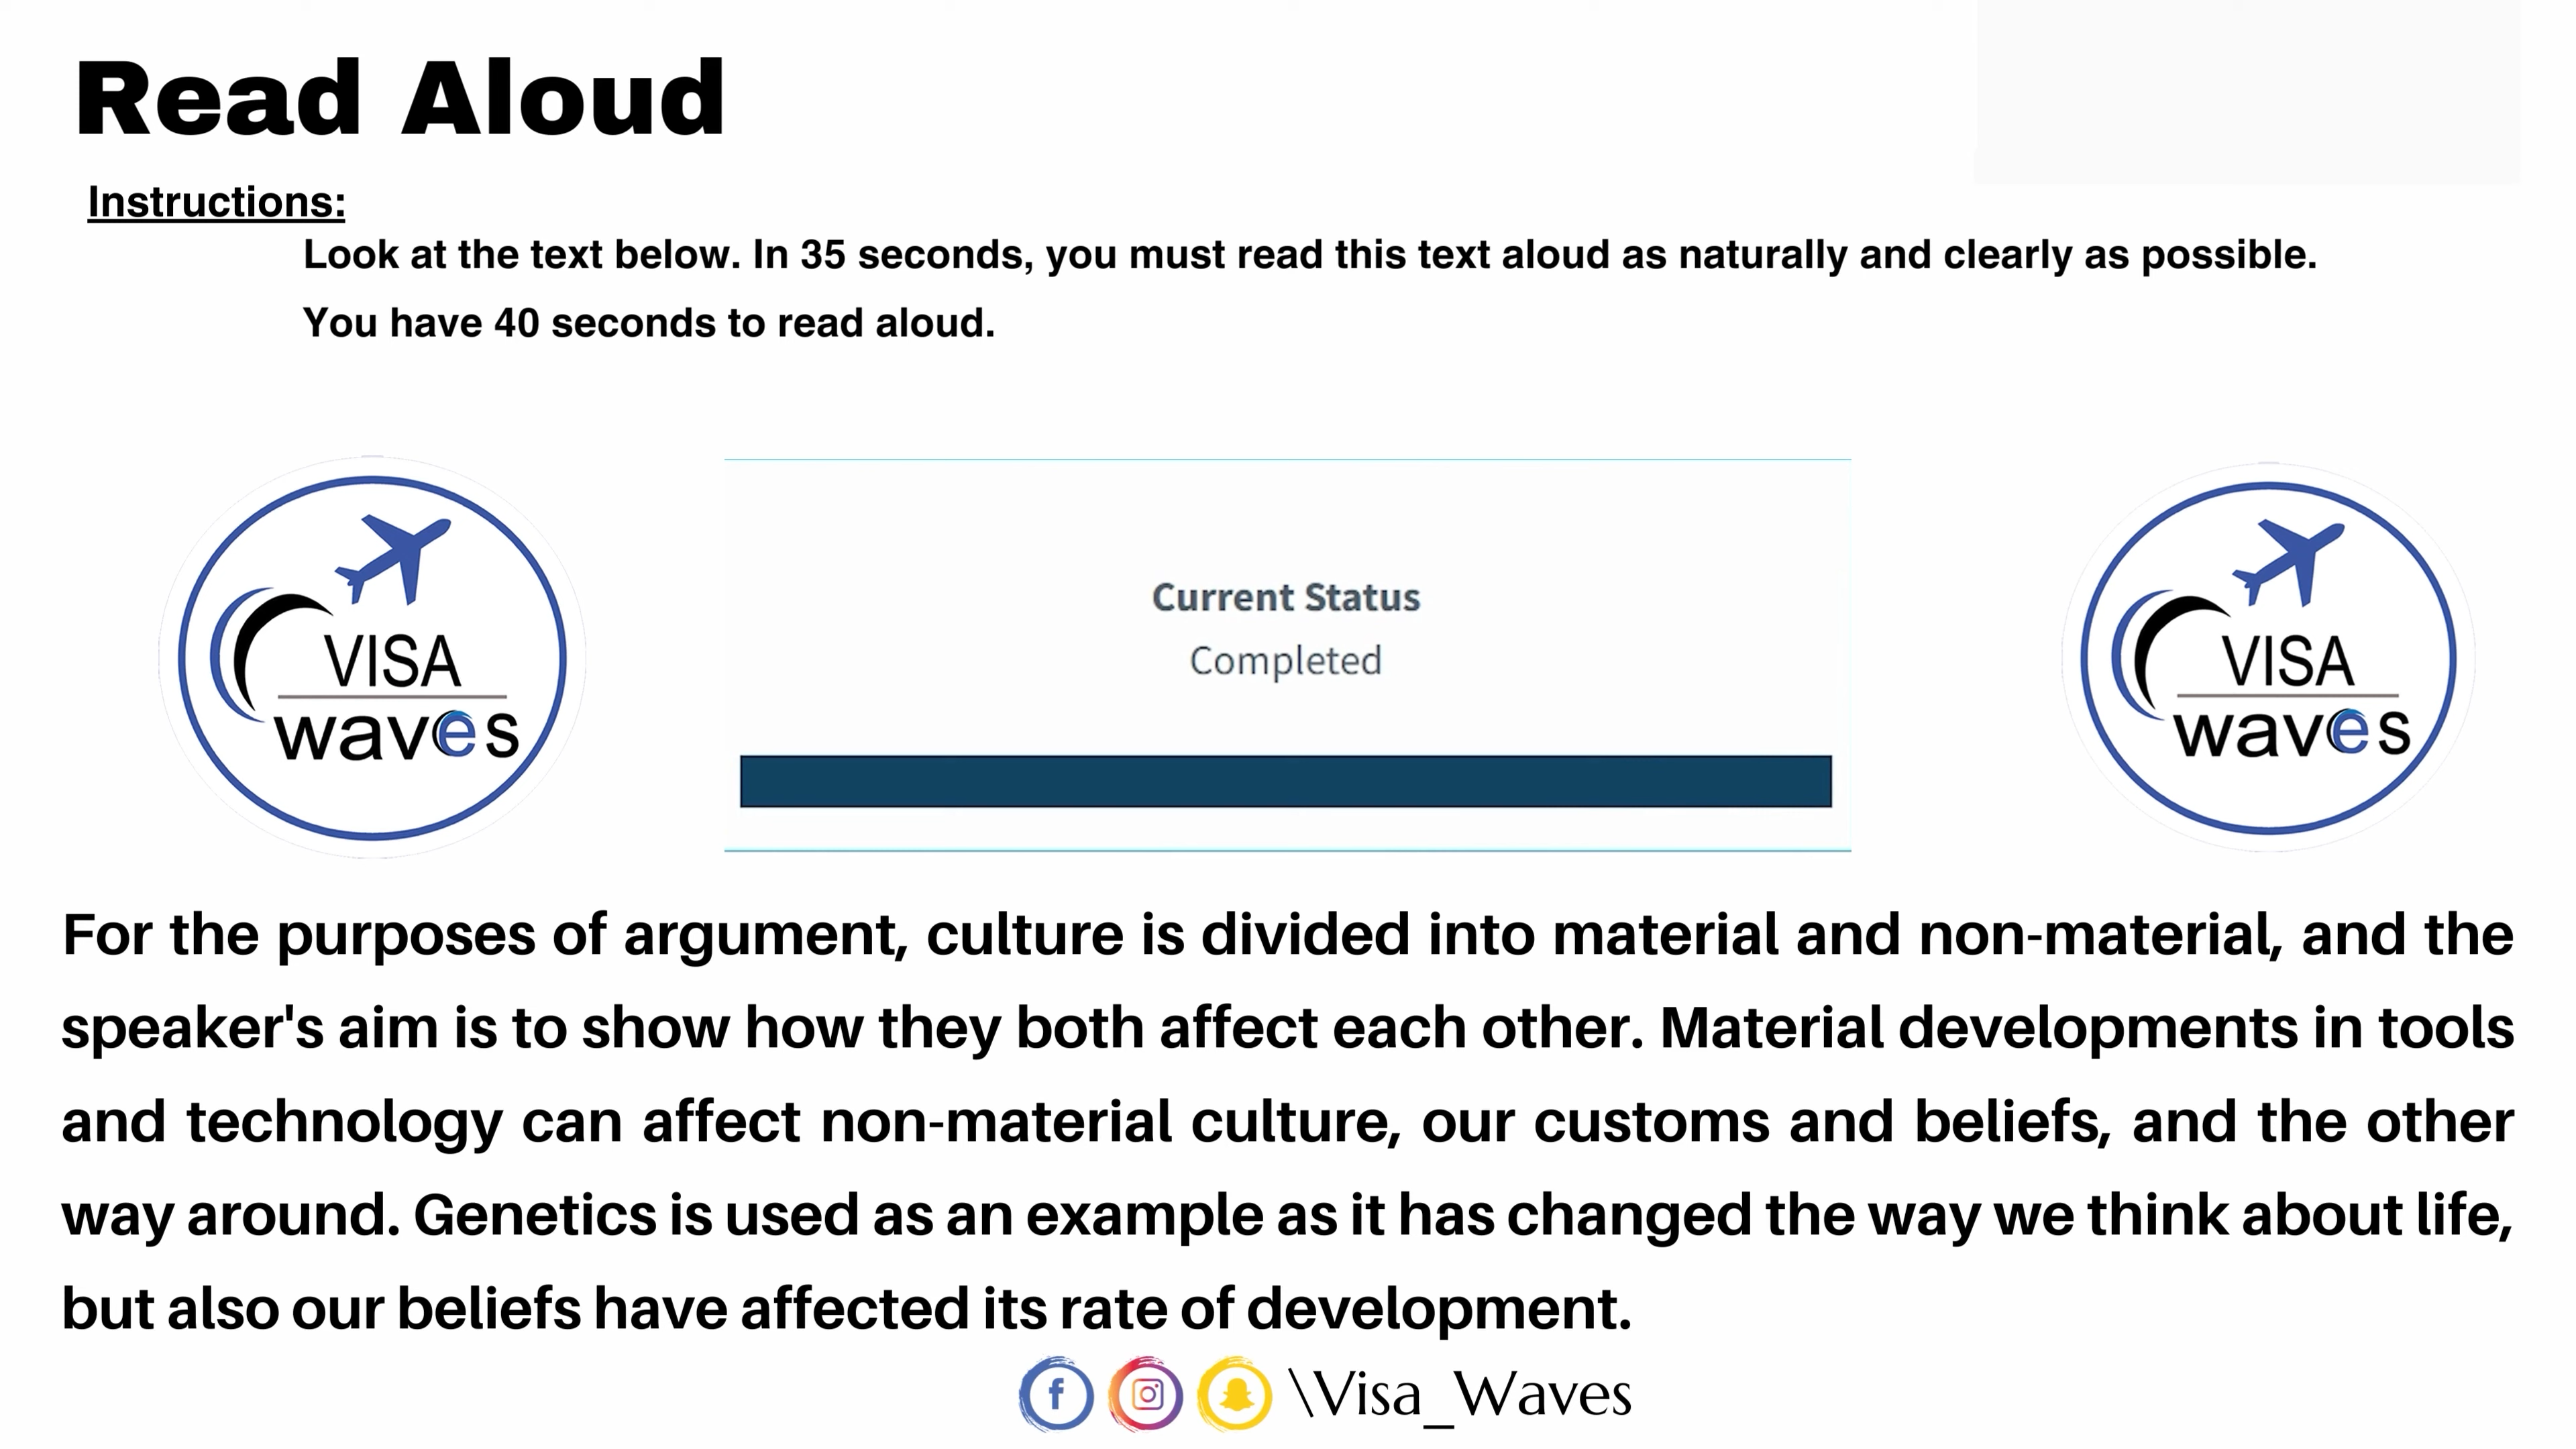 Read Aloud
Instructions:
Look at the text below. In 35 seconds, you must read this text aloud as naturally and clearly as possible.
You have 40 seconds to read aloud.
VISA
waves
Current Status
Completed
VISA
waves
For the purposes of argument, culture is divided into material and non-material, and the
speaker's aim is to show how they both affect each other. Material developments in tools
and technology can affect non-material culture, our customs and beliefs, and the other
way around. Genetics is used as an example as it has changed the way we think about life,
but also our beliefs have affected its rate of development.
\Visa_Waves